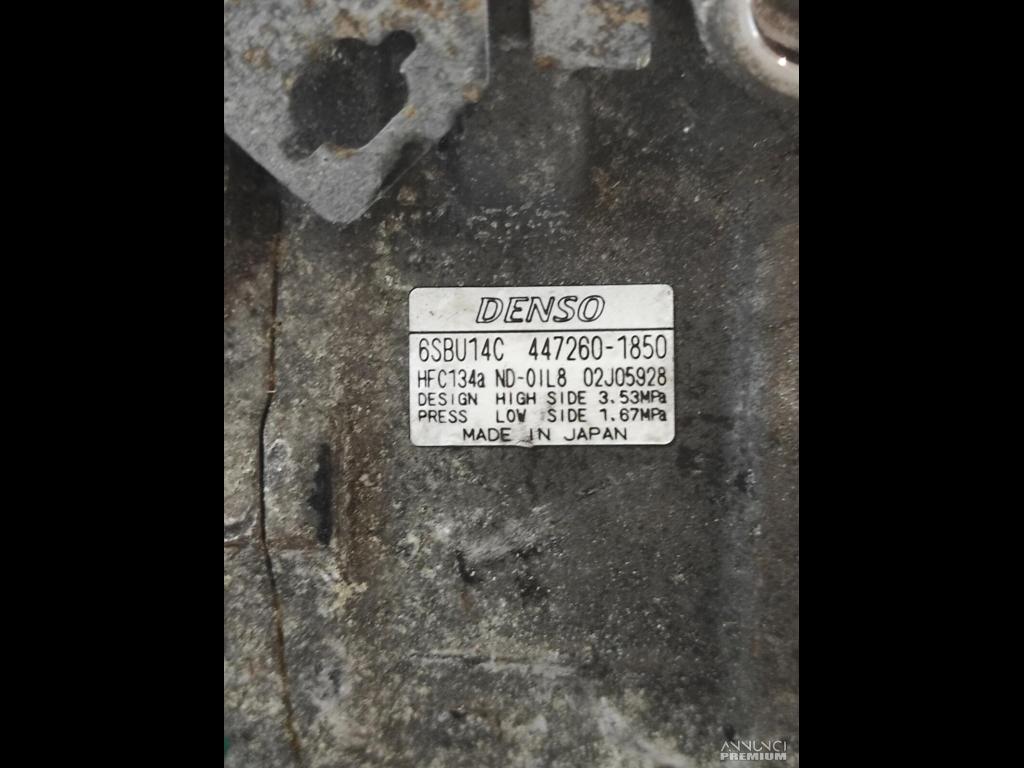 DENSO
6SBU14C 447260-1850
HFC134a ND-OIL8 02J05928
DESIGN HIGH SIDE 3.53MPa
PRESS LOW SIDE 1.67MPa
MADE IN JAPAN
ANNUNCI
PREMIUM